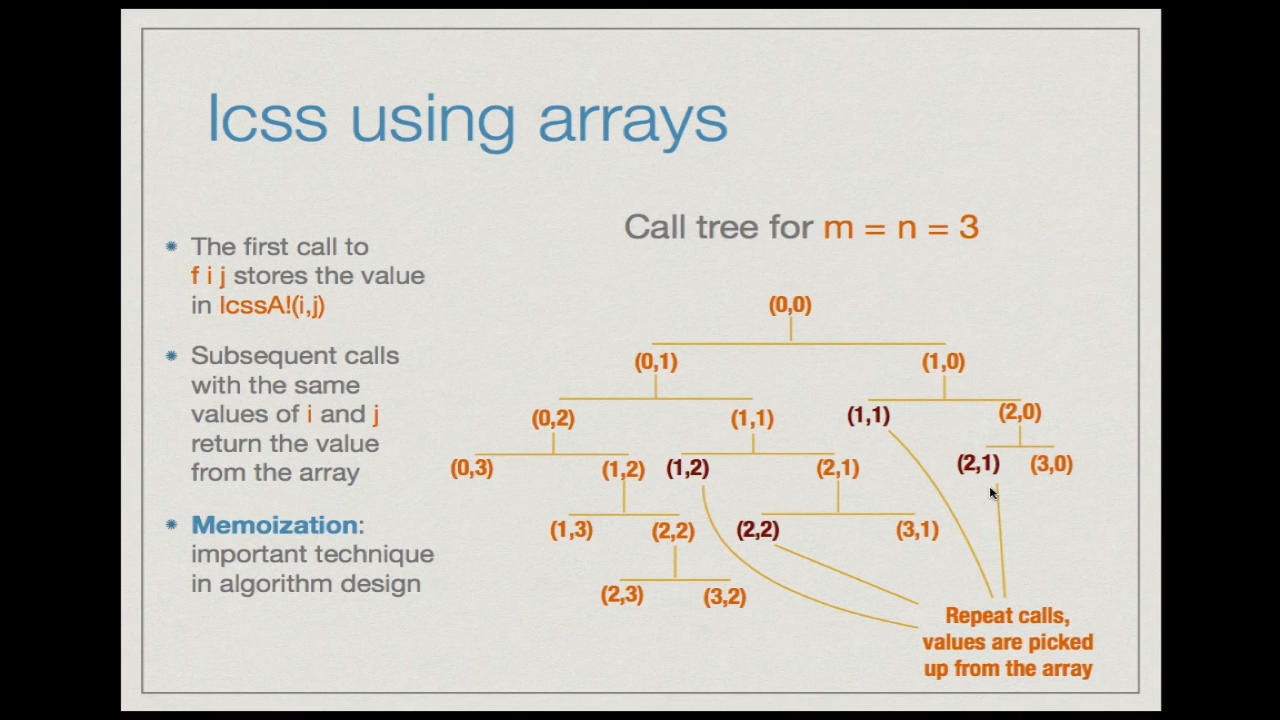 lcss using arrays
The first call to
f i j stores the value
in lcssA!(i,j)
Subsequent calls
with the same
values of i and j
return the value
from the array
Memoization:
important technique
in algorithm design
Call tree for m = n = 3
(0,0)
(0,1) (1,0)
(0,2) (1,1) (1,1) (2,0)
(0,3) (1,2) (1,2) (2,1) (2,1) (3,0)
(1,3) (2,2) (2,2) (3,1)
(2,3) (3,2)
Repeat calls,
values are picked
up from the array